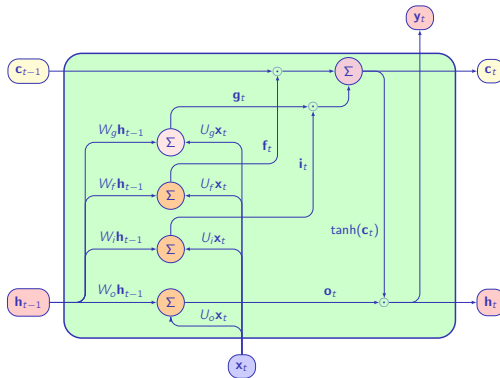 y_t
c_{t−1} Σ c_t
g_t
W_g h_{t−1} Σ U_g x_t
f_t
i_t
W_f h_{t−1} Σ U_f x_t
W_i h_{t−1} Σ U_i x_t
tanh(c_t)
o_t
h_{t−1} W_o h_{t−1} Σ h_t
U_o x_t
x_t